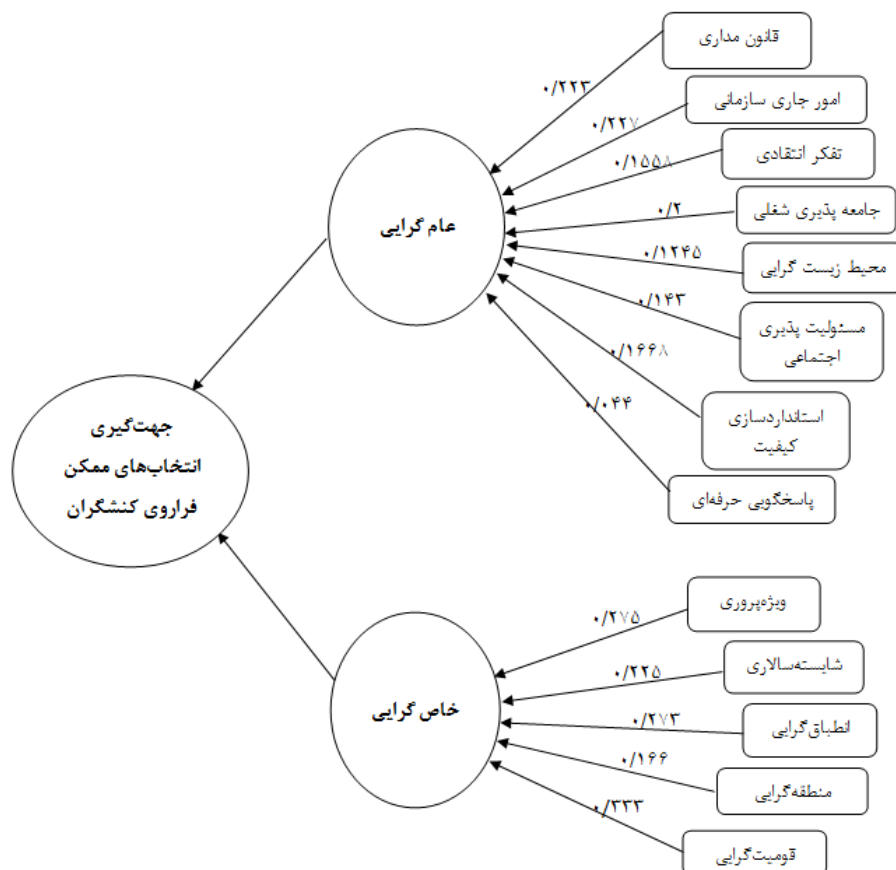 قانون مداری
۰/۲۲۳
امور جاری سازمانی
۰/۲۲۷
تفکر انتقادی
۰/۱۵۵۸
جامعه پذیری شغلی
۰/۲
عام گرایی
محیط زیست گرایی
۰/۱۲۴۵
مسئولیت پذیری
اجتماعی
۰/۱۴۳
۰/۱۶۶۸
استانداردسازی
کیفیت
۰/۰۴۴
پاسخگویی حرفه‌ای
جهت‌گیری
انتخاب‌های ممکن
فراروی کنشگران
ویژه‌پروری
۰/۲۷۵
شایسته‌سالاری
۰/۲۲۵
خاص گرایی
انطباق‌گرایی
۰/۲۷۳
منطقه‌گرایی
۰/۱۶۶
۰/۳۳۳
قومیت‌گرایی